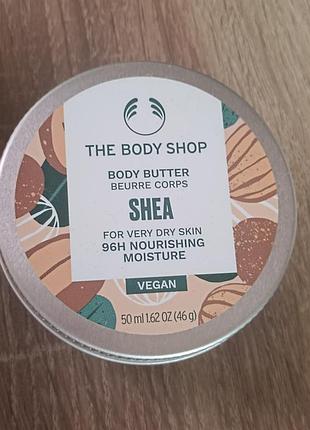 THE BODY SHOP
BODY BUTTER
BEURRE CORPS
SHEA
FOR VERY DRY SKIN
96H NOURISHING
MOISTURE
VEGAN
50 ml 1.62 OZ (46 g)